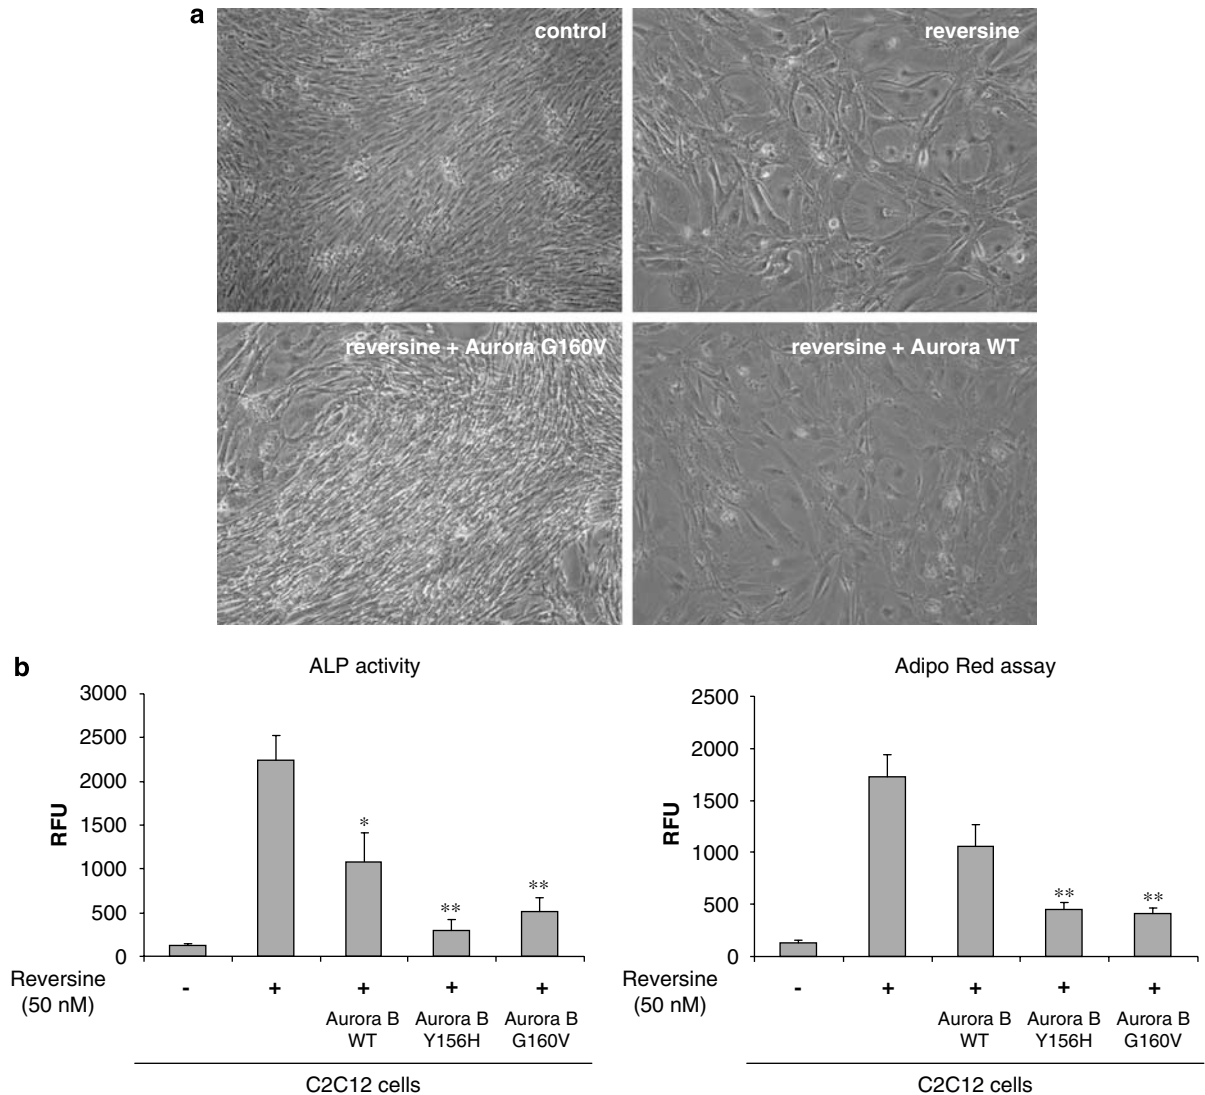 a
control
reversine
reversine + Aurora G160V
reversine + Aurora WT
b
ALP activity
3000
2500
2000
1500
1000
500
0
RFU
*
**
**
Reversine
(50 nM)
- + + + +
Aurora B Aurora B Aurora B
WT Y156H G160V
C2C12 cells
Adipo Red assay
2500
2000
1500
1000
500
0
RFU
**
**
Reversine
(50 nM)
- + + + +
Aurora B Aurora B Aurora B
WT Y156H G160V
C2C12 cells